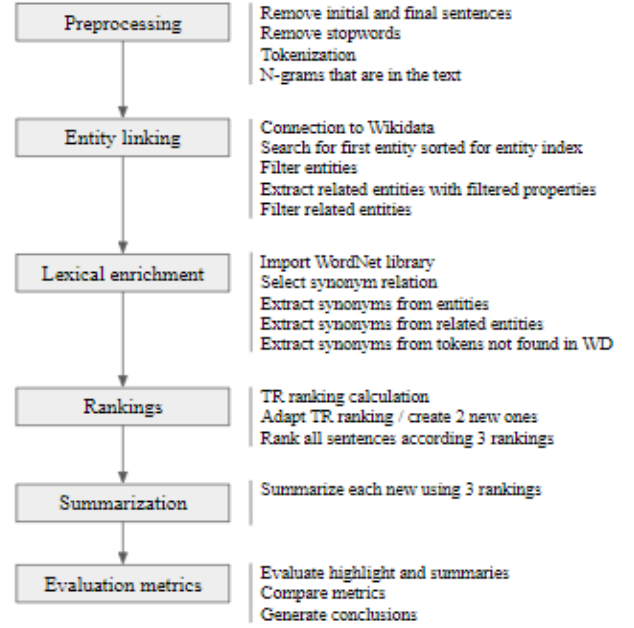 Preprocessing
Remove initial and final sentences
Remove stopwords
Tokenization
N-grams that are in the text
Entity linking
Connection to Wikidata
Search for first entity sorted for entity index
Filter entities
Extract related entities with filtered properties
Filter related entities
Lexical enrichment
Import WordNet library
Select synonym relation
Extract synonyms from entities
Extract synonyms from related entities
Extract synonyms from tokens not found in WD
Rankings
TR ranking calculation
Adapt TR ranking / create 2 new ones
Rank all sentences according 3 rankings
Summarization
Summarize each new using 3 rankings
Evaluation metrics
Evaluate highlight and summaries
Compare metrics
Generate conclusions